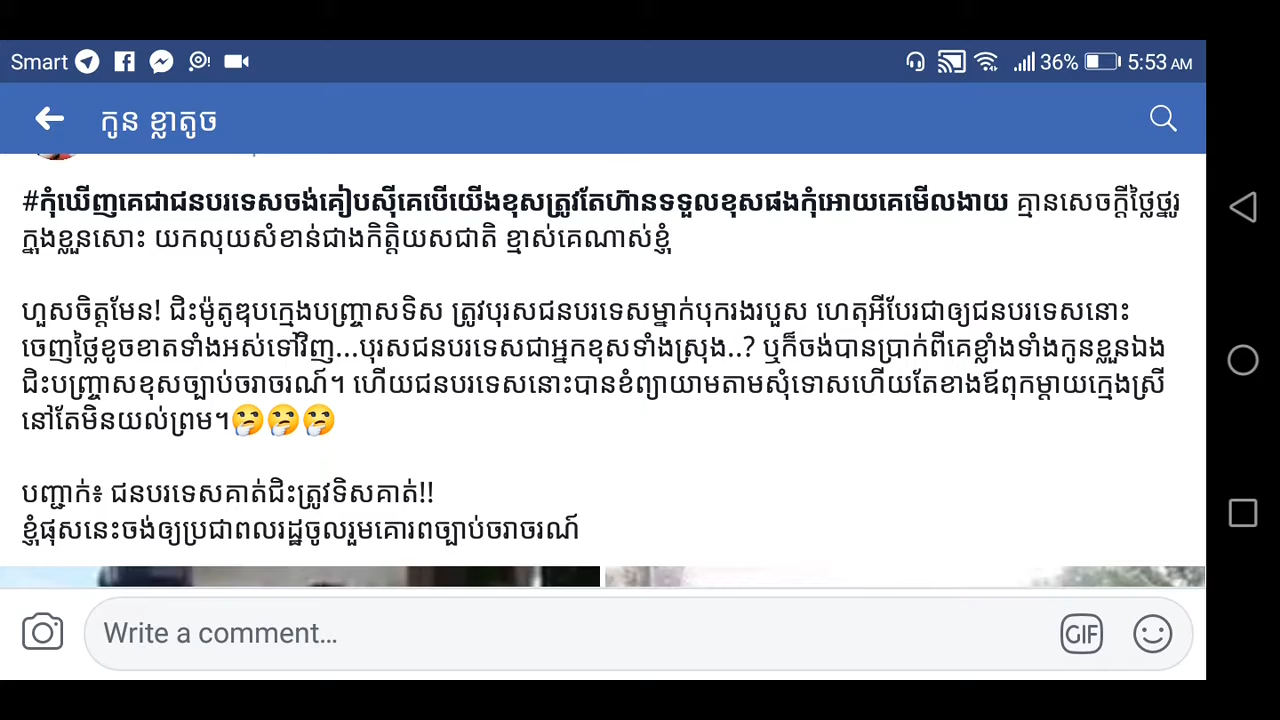 Smart 36% 5:53 AM
កូន ខ្លាតូច
#កុំឃើញគេជាជនបរទេសចង់គៀបស៊ីគេបើយើងខុសត្រូវតែហ៊ានទទួលខុសផងកុំអោយគេមើលងាយ គ្មានសេចក្ដីថ្លៃថ្នូរ
ក្នុងខ្លួនសោះ យកលុយសំខាន់ជាងកិត្តិយសជាតិ ខ្មាស់គេណាស់ខ្ញុំ
ហួសចិត្តមែន! ជិះម៉ូតូឌុបក្មេងបញ្ច្រាសទិស ត្រូវបុរសជនបរទេសម្នាក់បុករងរបួស ហេតុអីបែរជាឲ្យជនបរទេសនោះ
ចេញថ្លៃខូចខាតទាំងអស់ទៅវិញ...បុរសជនបរទេសជាអ្នកខុសទាំងស្រុង..? ឬក៏ចង់បានប្រាក់ពីគេខ្លាំងទាំងកូនខ្លួនឯង
ជិះបញ្ច្រាសខុសច្បាប់ចរាចរណ៍។ ហើយជនបរទេសនោះបានខំព្យាយាមតាមសុំទោសហើយតែខាងឪពុកម្ដាយក្មេងស្រី
នៅតែមិនយល់ព្រម។🤔🤔🤔
បញ្ជាក់៖ ជនបរទេសគាត់ជិះត្រូវទិសគាត់!!
ខ្ញុំផុសនេះចង់ឲ្យប្រជាពលរដ្ឋចូលរួមគោរពច្បាប់ចរាចរណ៍
Write a comment...
GIF